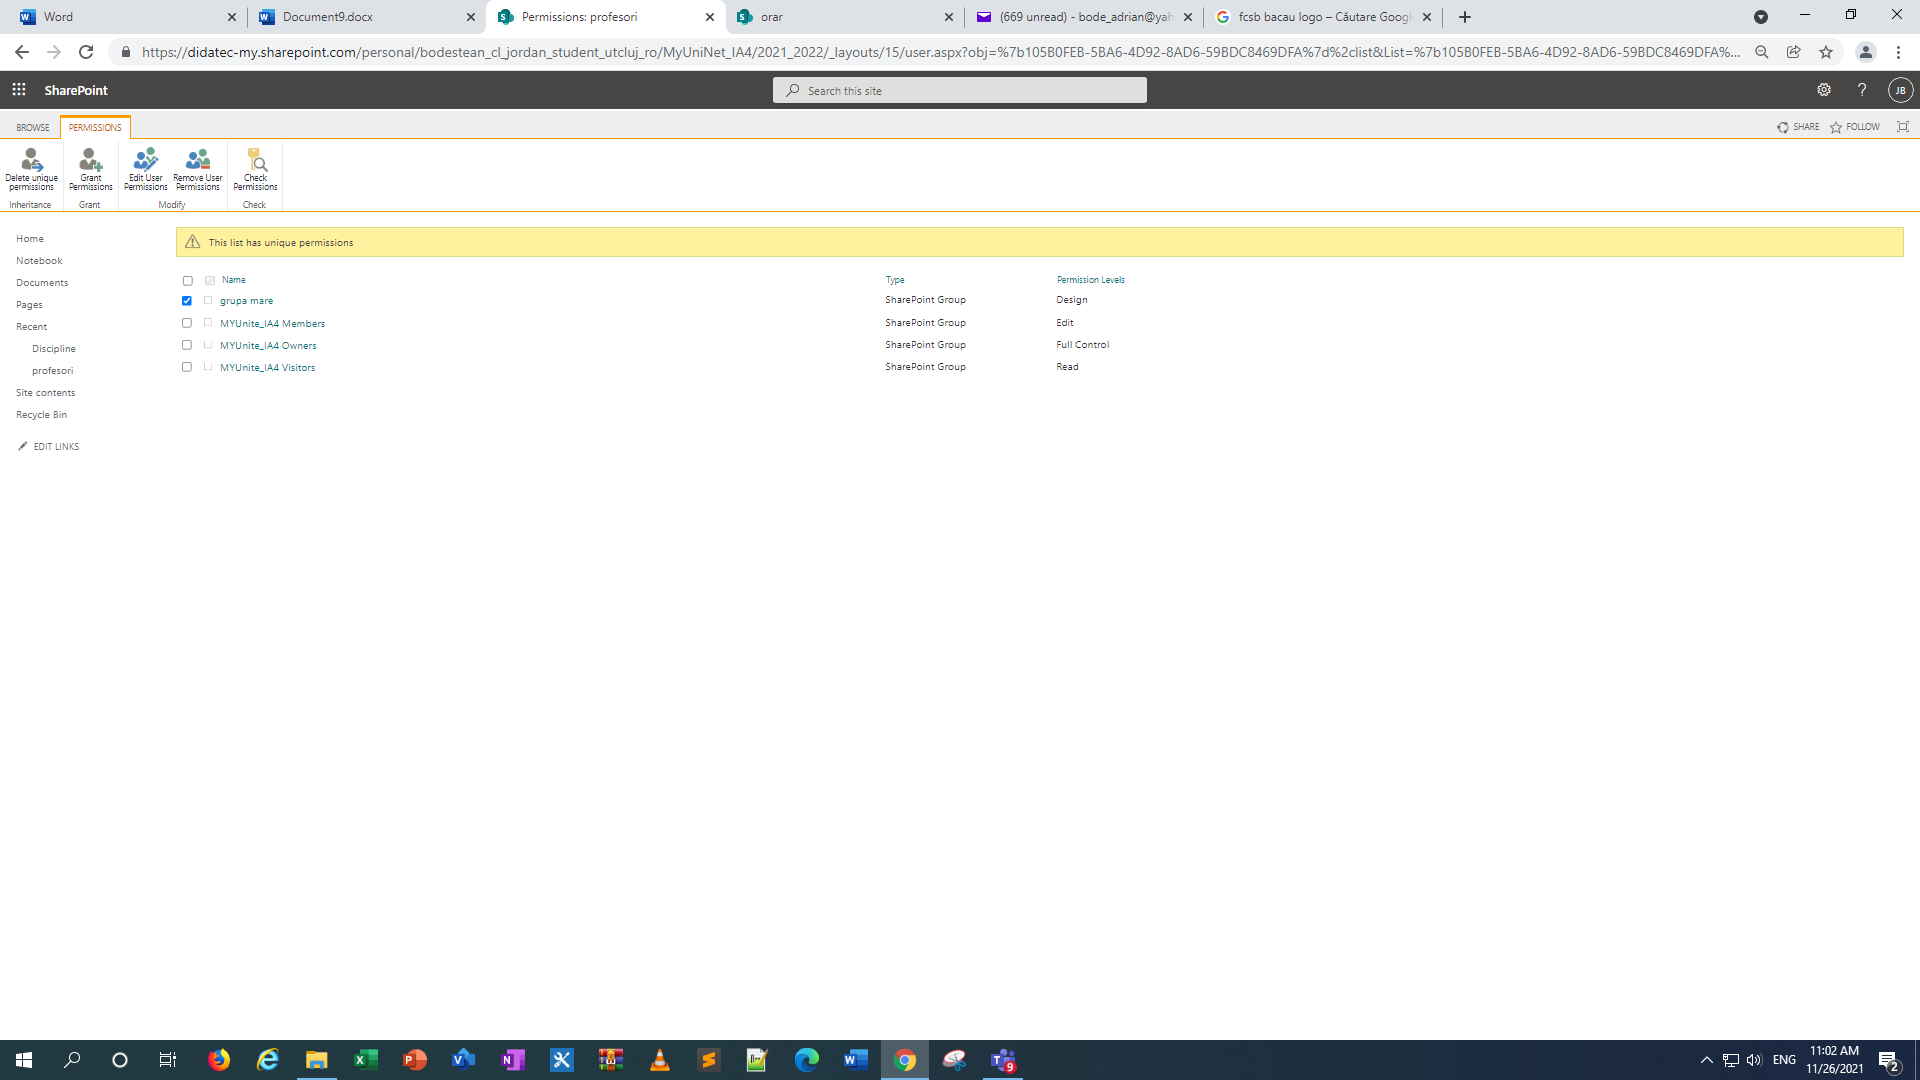 Word
Document9.docx
Permissions: profesori
orar
(669 unread) - bode_adrian@yah
fcsb bacau logo – Căutare Googl
https://didatec-my.sharepoint.com/personal/bodestean_cl_jordan_student_utcluj_ro/MyUniNet_IA4/2021_2022/_layouts/15/user.aspx?obj=%7b105B0FEB-5BA6-4D92-8AD6-59BDC8469DFA%7d%2clist&List=%7b105B0FEB-5BA6-4D92-8AD6-59BDC8469DFA%...
SharePoint
Search this site
JB
BROWSE
PERMISSIONS
SHARE
FOLLOW
Delete unique
permissions
Grant
Permissions
Edit User
Permissions
Remove User
Permissions
Check
Permissions
Inheritance
Grant
Modify
Check
Home
Notebook
Documents
Pages
Recent
Discipline
profesori
Site contents
Recycle Bin
EDIT LINKS
This list has unique permissions
Name Type Permission Levels
grupa mare SharePoint Group Design
MYUnite_IA4 Members SharePoint Group Edit
MYUnite_IA4 Owners SharePoint Group Full Control
MYUnite_IA4 Visitors SharePoint Group Read
ENG
11:02 AM
11/26/2021
9
2